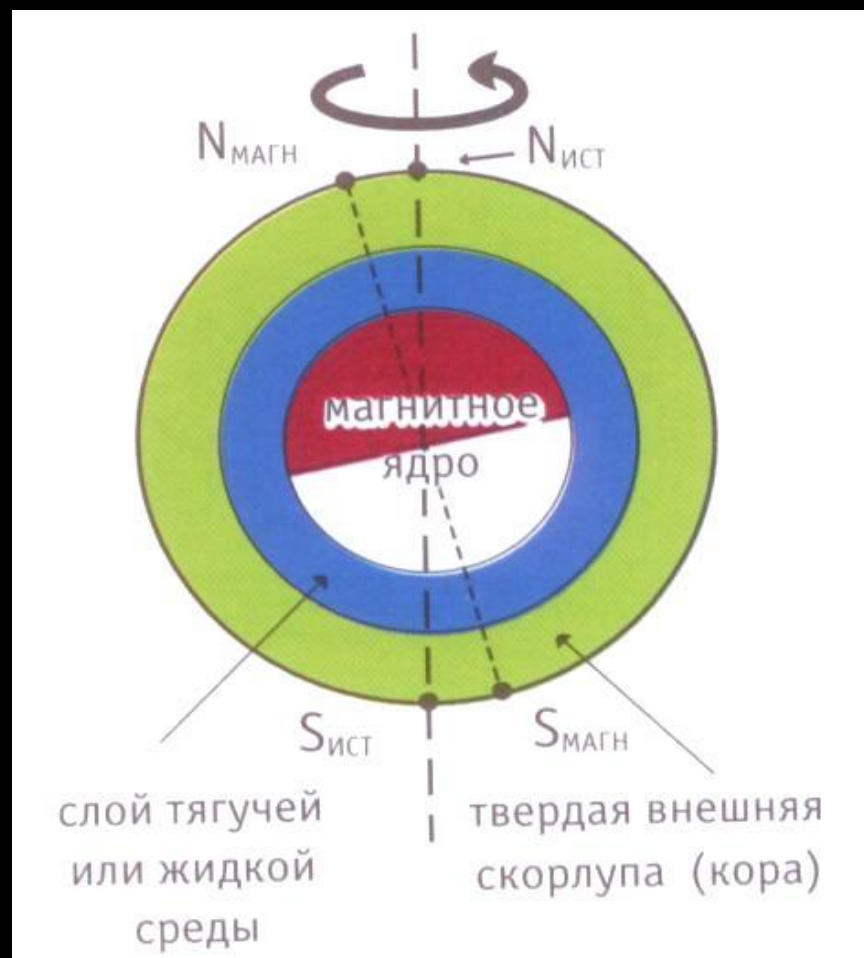 Nмагн
Nист
магнитное
ядро
Sист
Sмагн
слой тягучей
или жидкой
среды
твердая внешняя
скорлупа (кора)